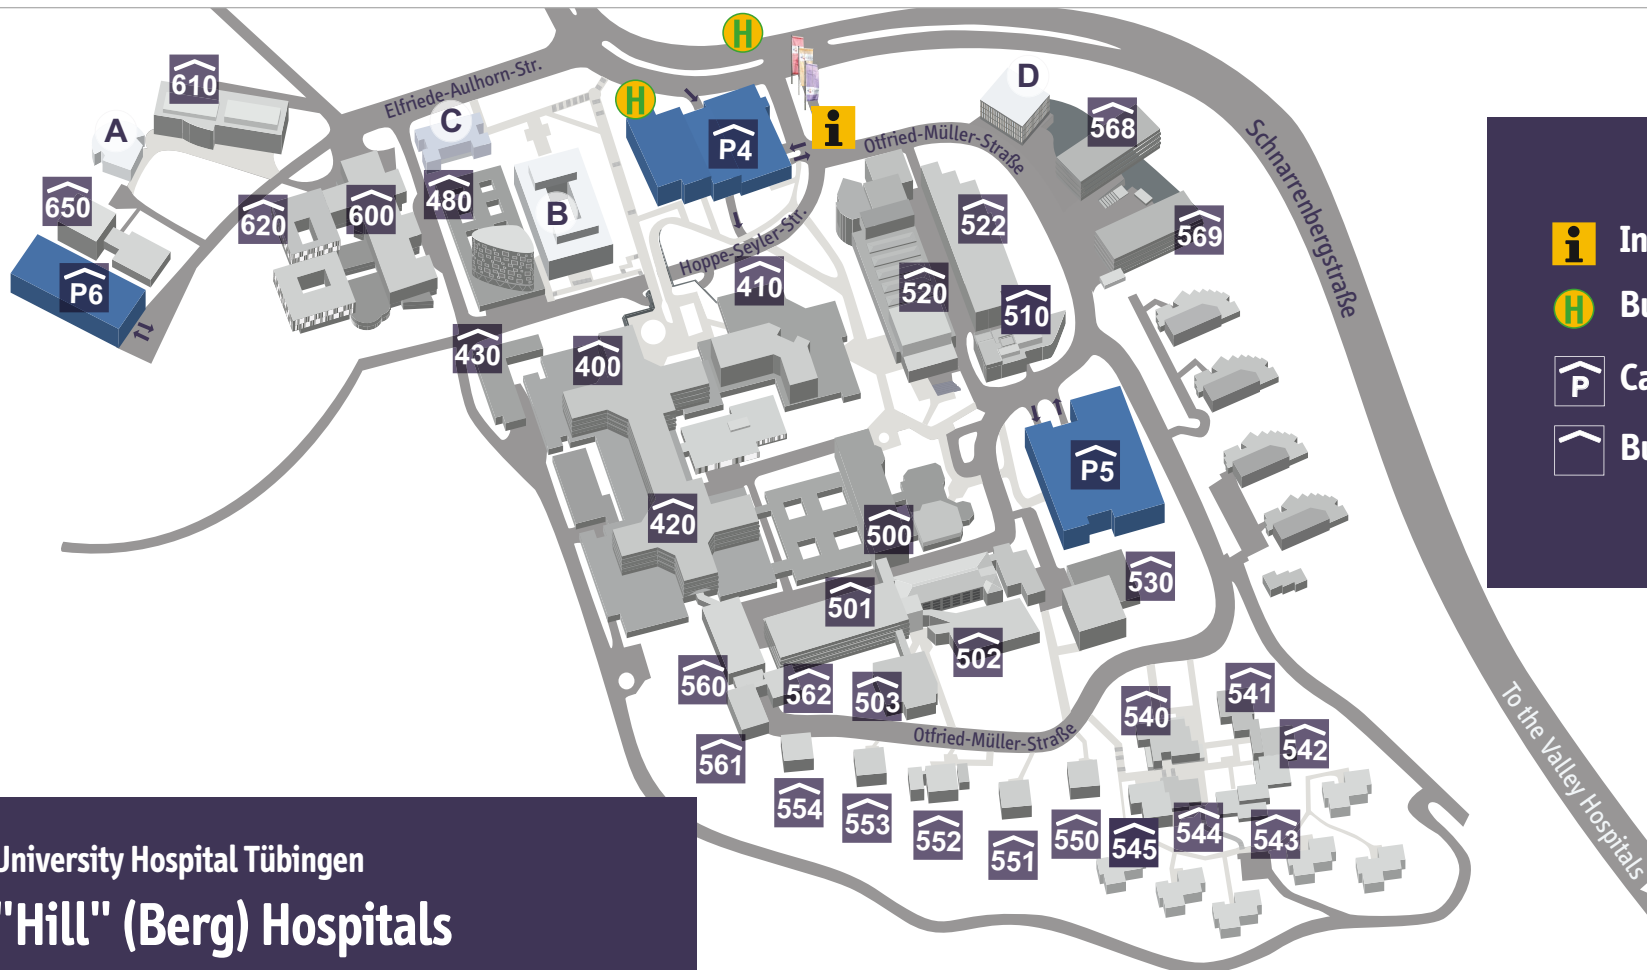 H
D
610
Elfriede-Aulhorn-Str.
H
C
A
P4
i
Otfried-Müller-Straße
568
Schnarrenbergstraße
650
620
600
480
B
522
569
Hoppe-Seyler-Str.
P6
410
520
510
430
400
i In
H Bu
P Ca
Bu
P5
420
500
530
501
502
560
562
503
541
540
542
Otfried-Müller-Straße
561
554
553
552
551
550
545
544
543
To the Valley Hospitals
University Hospital Tübingen
"Hill" (Berg) Hospitals